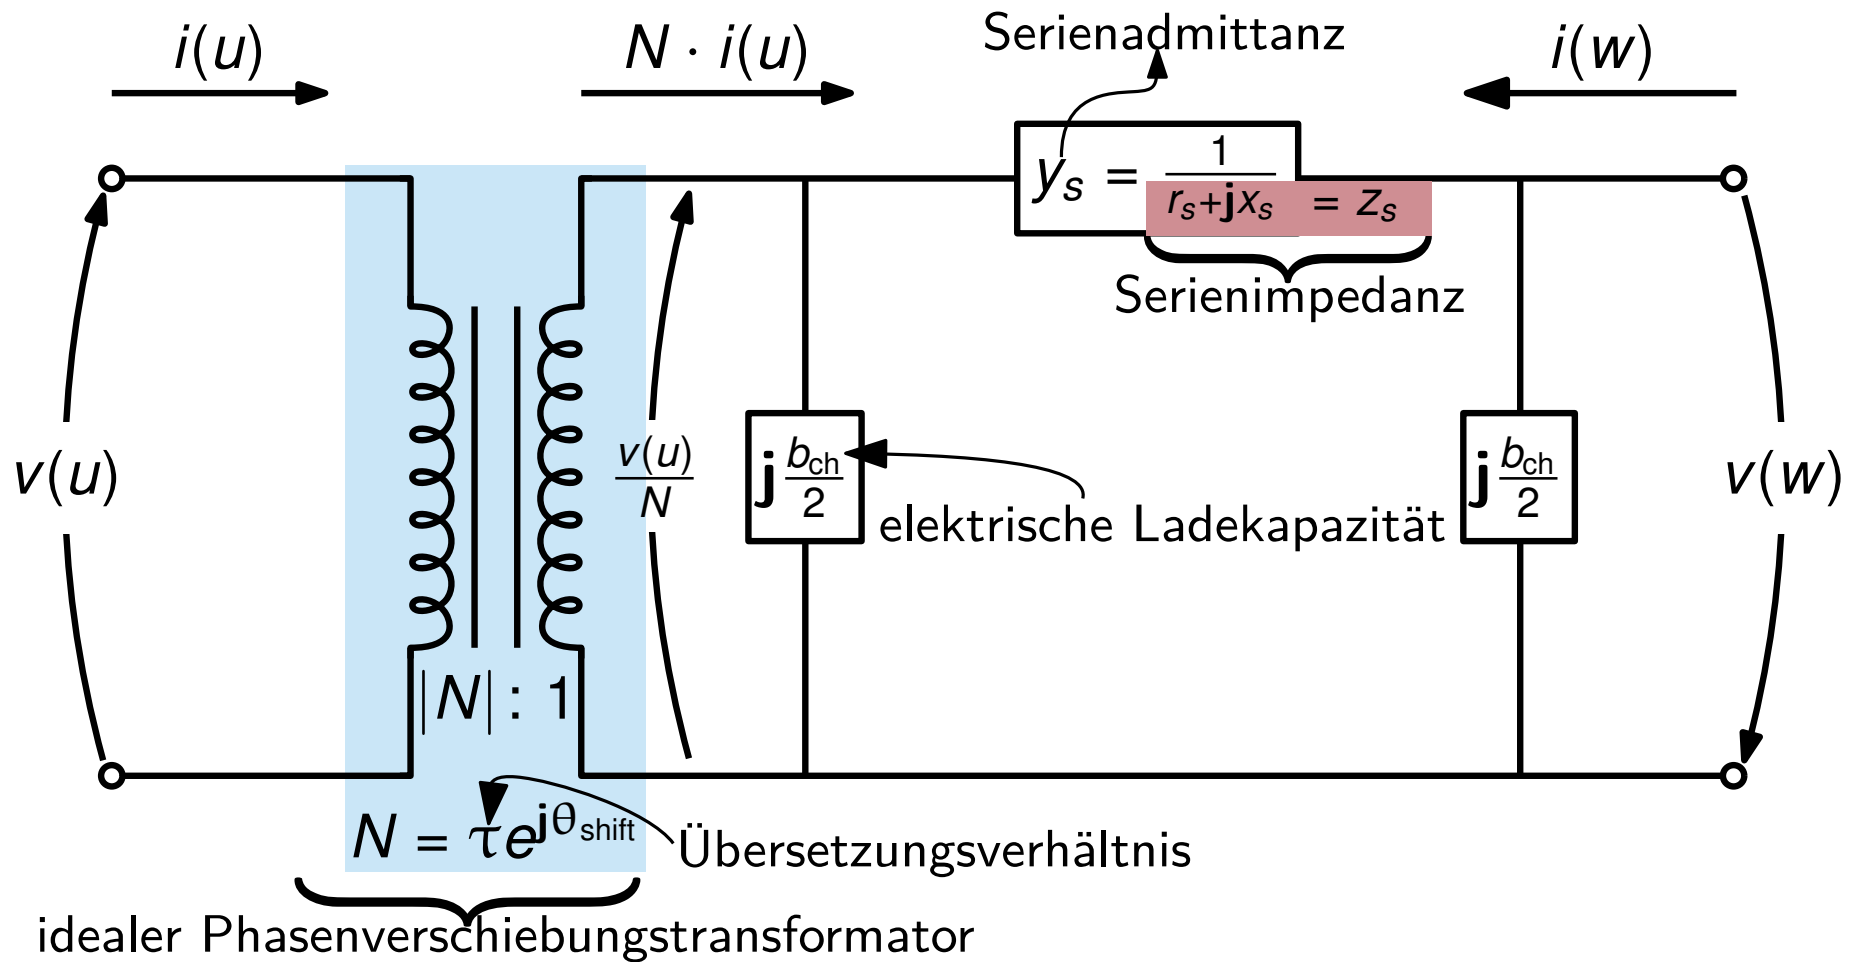 i(u)
N · i(u)
Serienadmittanz
i(w)
y_s = 1/(r_s+jx_s) = z_s
Serienimpedanz
v(u)
v(u)/N
j b_ch/2
elektrische Ladekapazität
j b_ch/2
v(w)
|N| : 1
N = τe^{jθ_shift}
Übersetzungsverhältnis
idealer Phasenverschiebungstransformator